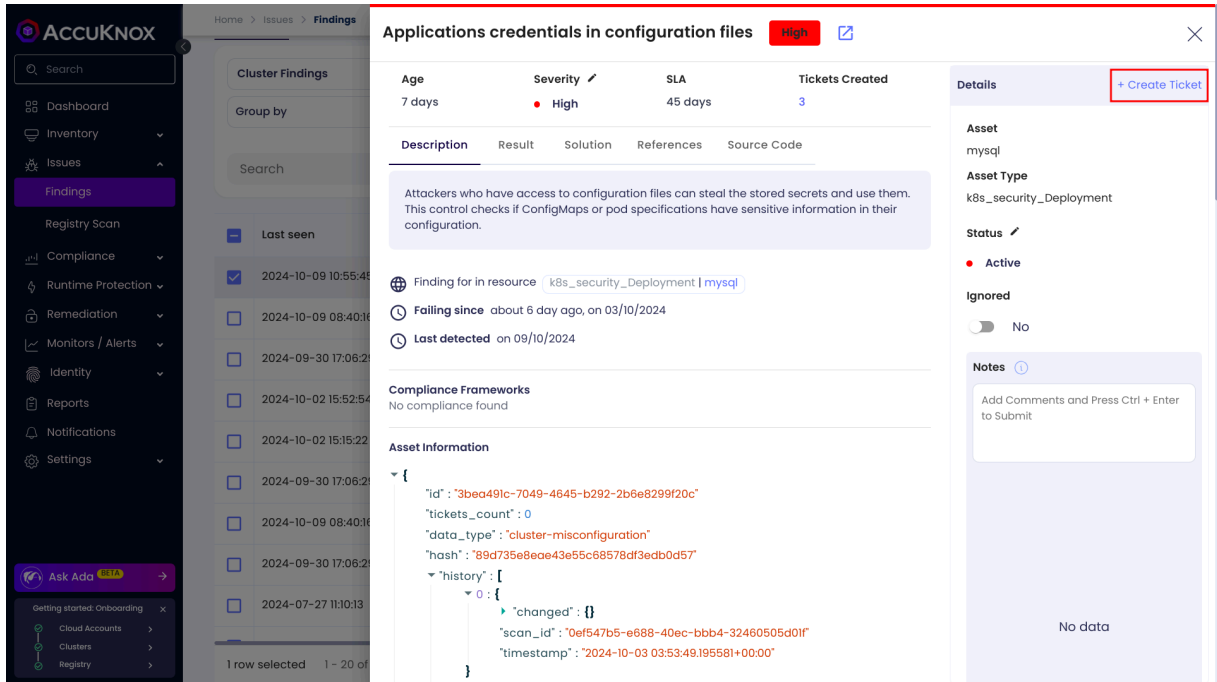 ACCUKNOX
Search
Dashboard
Inventory
Issues
Findings
Registry Scan
Compliance
Runtime Protection
Remediation
Monitors / Alerts
Identity
Reports
Notifications
Settings
Ask Ada BETA
Getting started: Onboarding
Cloud Accounts
Clusters
Registry
Home > Issues > Findings
Cluster Findings
Group by
Search
Last seen
2024-10-09 10:55:45
2024-10-09 08:40:16
2024-09-30 17:06:2
2024-10-02 15:52:54
2024-10-02 15:15:22
2024-09-30 17:06:2
2024-10-09 08:40:16
2024-09-30 17:06:2
2024-07-27 11:10:13
1 row selected 1 - 20 of
Applications credentials in configuration files High
Age Severity SLA Tickets Created
7 days High 45 days 3
Description Result Solution References Source Code
Attackers who have access to configuration files can steal the stored secrets and use them.
This control checks if ConfigMaps or pod specifications have sensitive information in their
configuration.
Finding for in resource k8s_security_Deployment | mysql
Failing since about 6 day ago, on 03/10/2024
Last detected on 09/10/2024
Compliance Frameworks
No compliance found
Asset Information
{
"id" : "3bea491c-7049-4645-b292-2b6e8299f20c"
"tickets_count" : 0
"data_type" : "cluster-misconfiguration"
"hash" : "89d735e8eae43e55c68578df3edb0d57"
"history" : [
0 : {
"changed" : {}
"scan_id" : "0ef547b5-e688-40ec-bbb4-32460505d01f"
"timestamp" : "2024-10-03 03:53:49.195581+00:00"
}
Details + Create Ticket
Asset
mysql
Asset Type
k8s_security_Deployment
Status
Active
Ignored
No
Notes
Add Comments and Press Ctrl + Enter
to Submit
No data